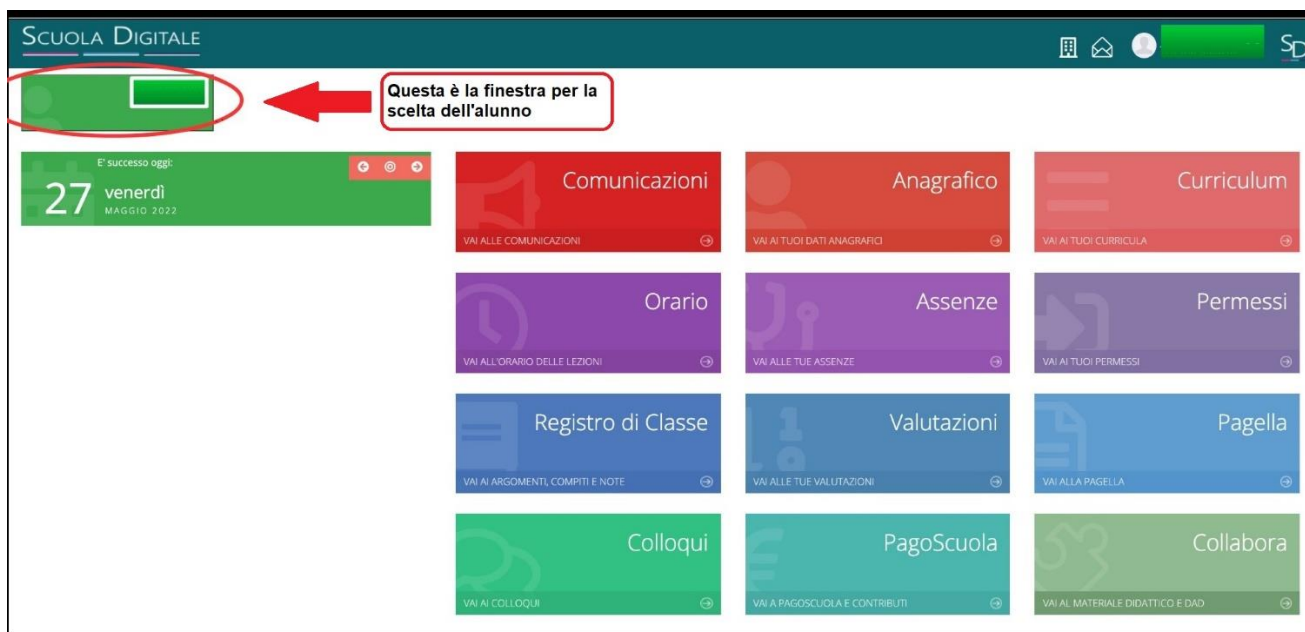 SCUOLA DIGITALE
SD
Questa è la finestra per la
scelta dell'alunno
E' successo oggi:
27 venerdì
MAGGIO 2022
Comunicazioni
VAI ALLE COMUNICAZIONI
Anagrafico
VAI AI TUOI DATI ANAGRAFICI
Curriculum
VAI AI TUOI CURRICULA
Orario
VAI ALL'ORARIO DELLE LEZIONI
Assenze
VAI ALLE TUE ASSENZE
Permessi
VAI AI TUOI PERMESSI
Registro di Classe
VAI AI ARGOMENTI, COMPITI E NOTE
Valutazioni
VAI ALLE TUE VALUTAZIONI
Pagella
VAI ALLA PAGELLA
Colloqui
VAI AI COLLOQUI
PagoScuola
VAI A PAGOSCUOLA E CONTRIBUTI
Collabora
VAI AL MATERIALE DIDATTICO E DAD